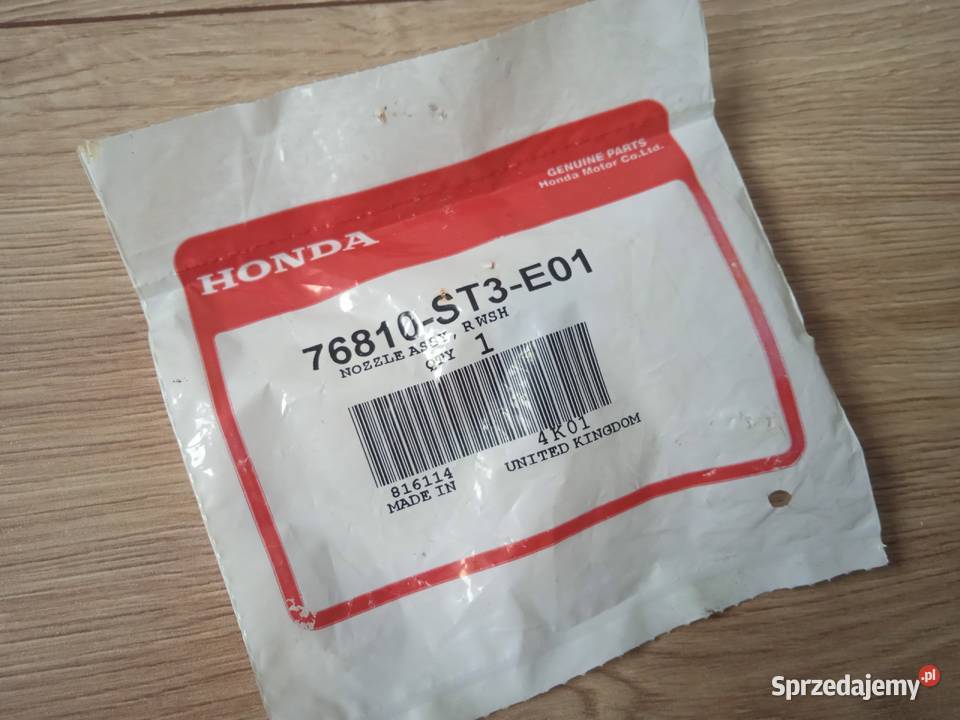 GENUINE PARTS
Honda Motor Co.Ltd.
HONDA
76810-ST3-E01
NOZZLE ASSY, R WSH
QTY 1
816114 4K01
MADE IN UNITED KINGDOM
Sprzedajemy.pl